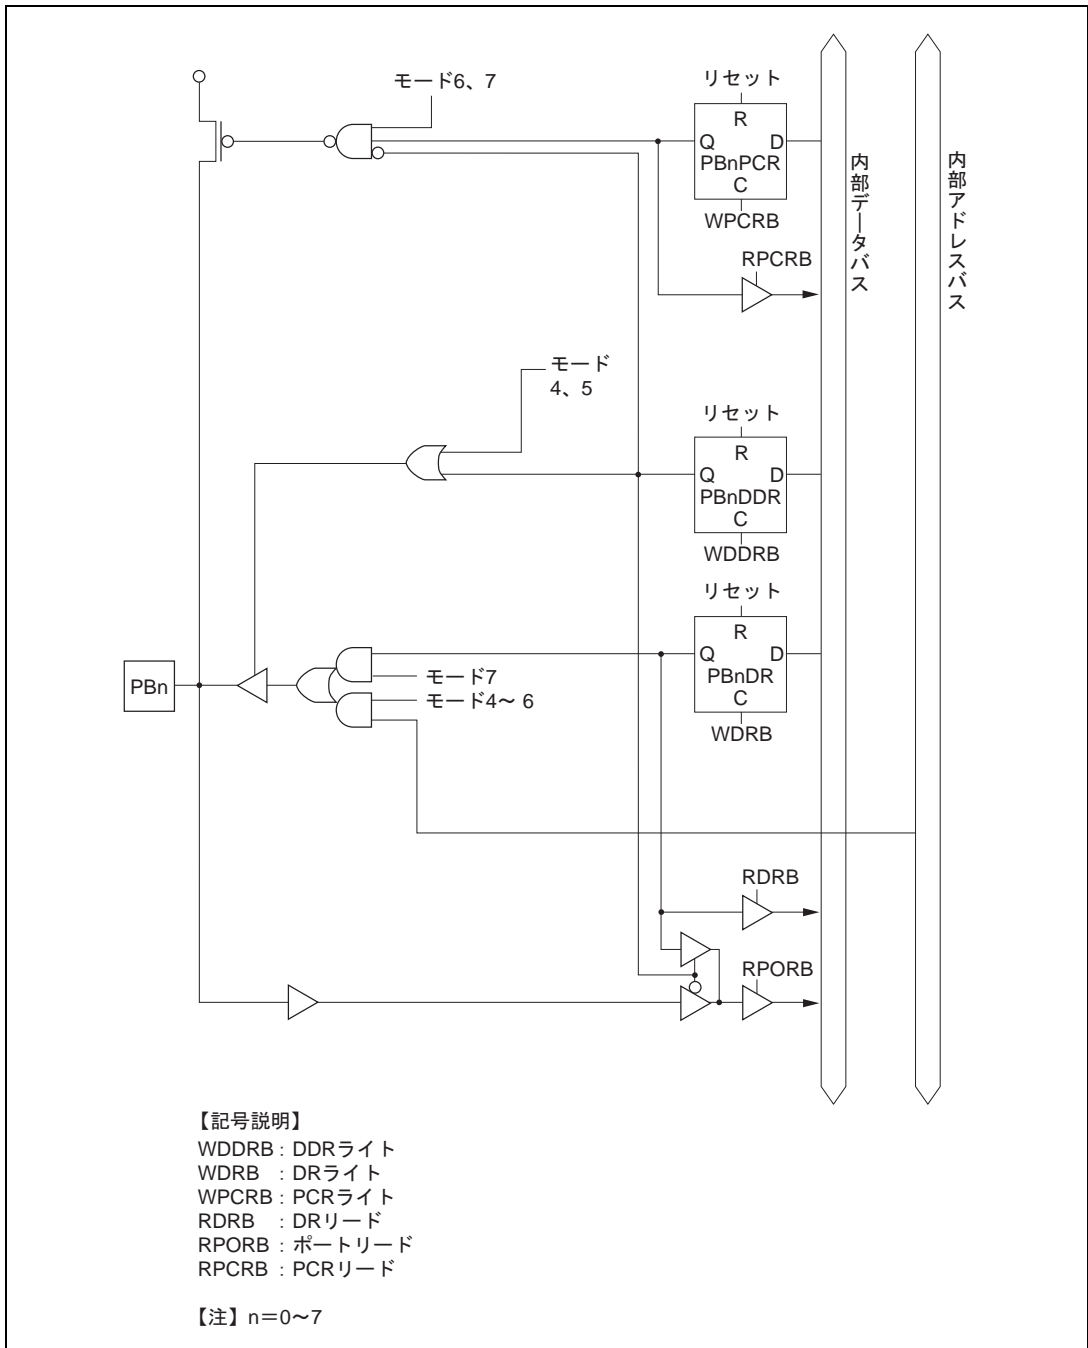 モード6、7
リセット
R
Q D
PBnPCR
C
WPCRB
RPCRB
内部データバス
内部アドレスバス
モード
4、5
リセット
R
Q D
PBnDDR
C
WDDRB
リセット
R
Q D
PBnDR
C
WDRB
PBn
モード7
モード4～6
RDRB
RPORB
【記号説明】
WDDRB : DDRライト
WDRB : DRライト
WPCRB : PCRライト
RDRB : DRリード
RPORB : ポートリード
RPCRB : PCRリード
【注】n＝0～7